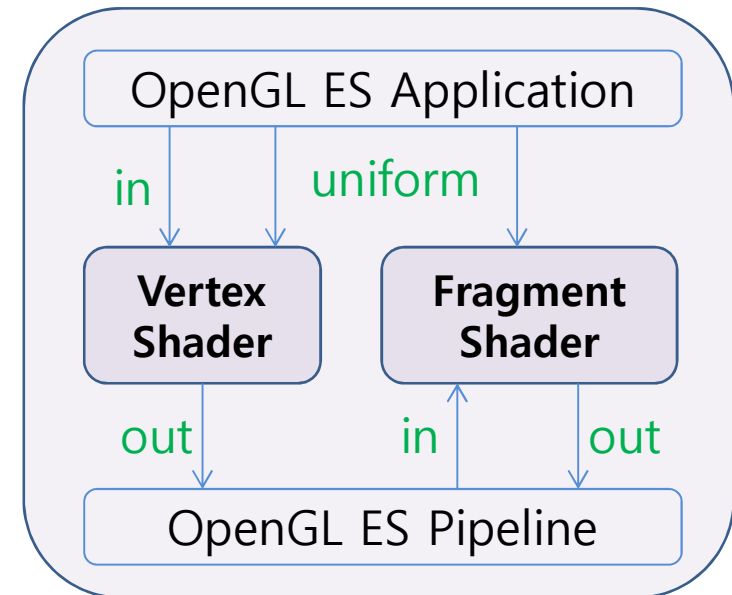 OpenGL ES Application
in
uniform
Vertex
Shader
Fragment
Shader
out
in
out
OpenGL ES Pipeline